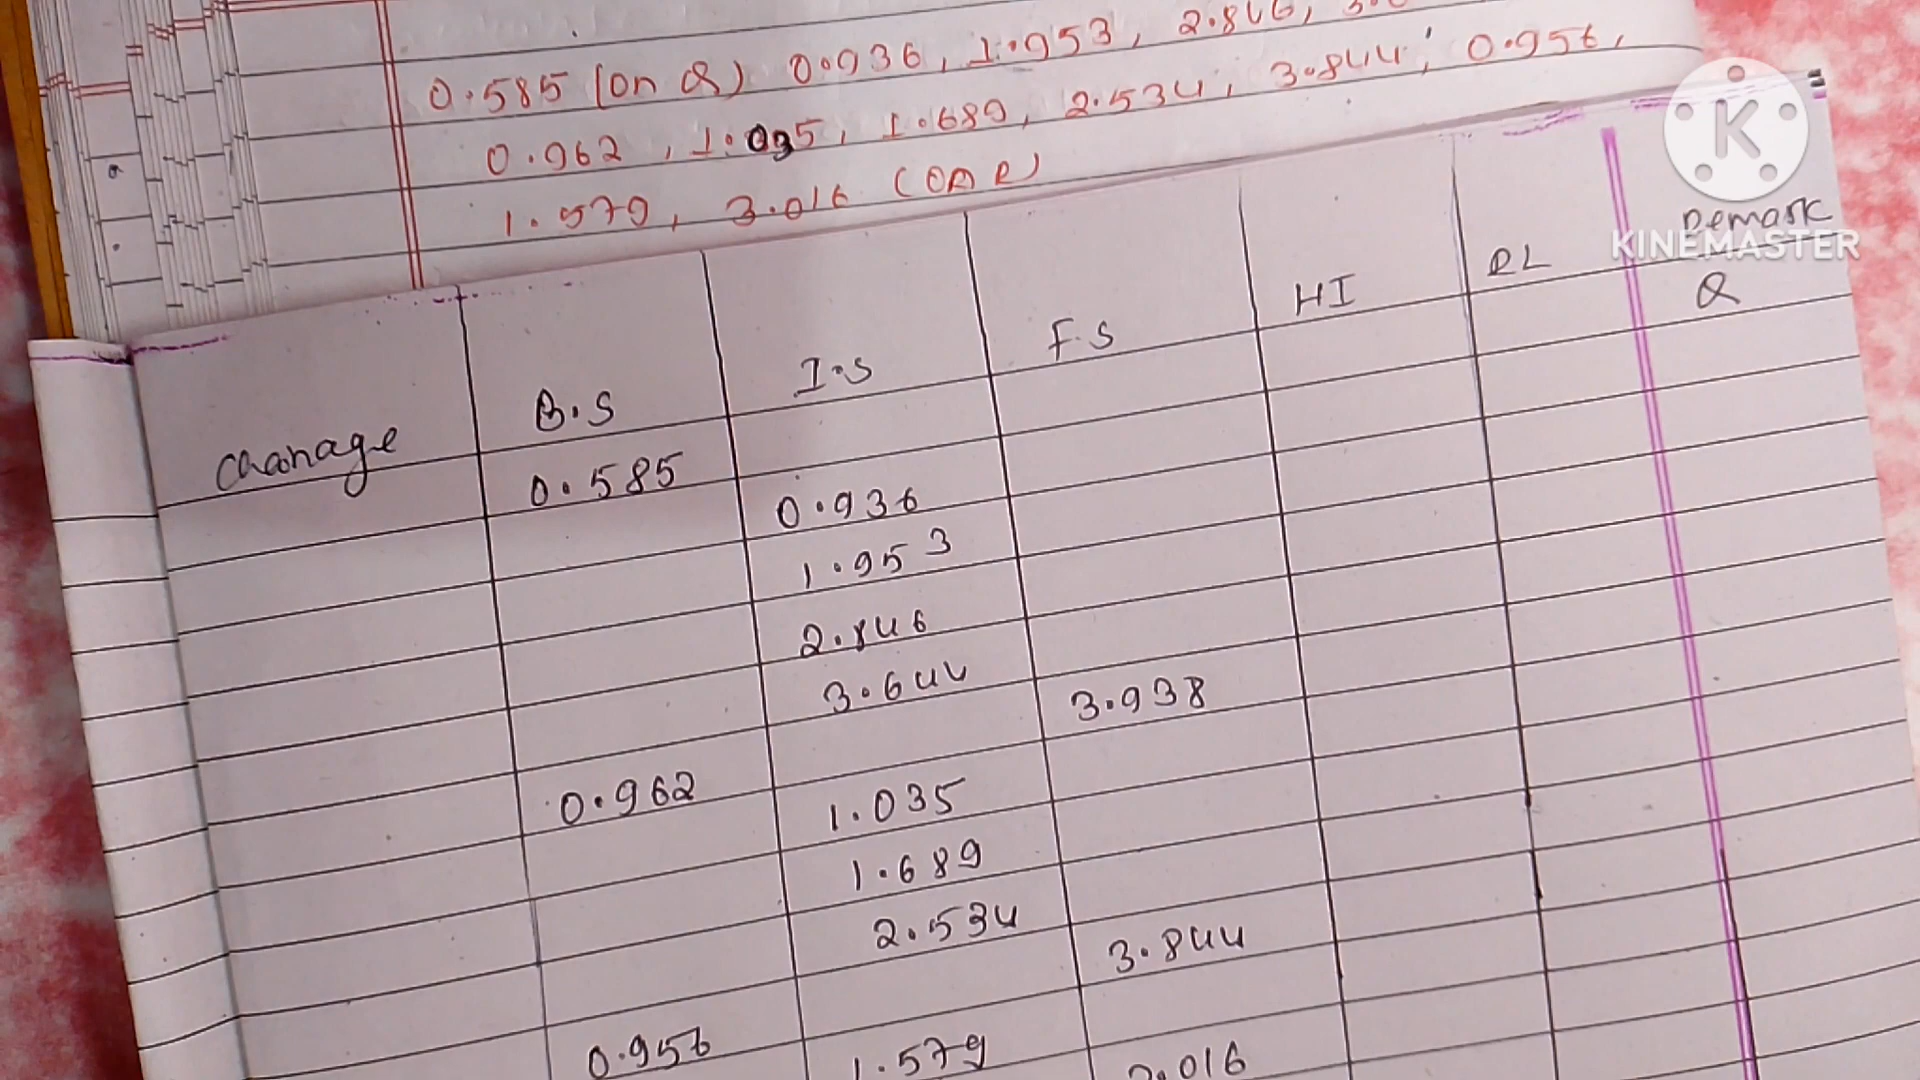 0.585 (on Q) 0.936, 1.953, 2.846,
0.962, 1.035, 1.689, 2.534, 3.844, 0.956,
1.579, 3.016 (on R)
Chanage B.S I.S F.S HI RL Remark
0.585 Q
0.936
1.953
2.846
3.644
0.962 3.938
1.035
1.689
2.534
0.956 3.844
1.579
3.016
KINEMASTER